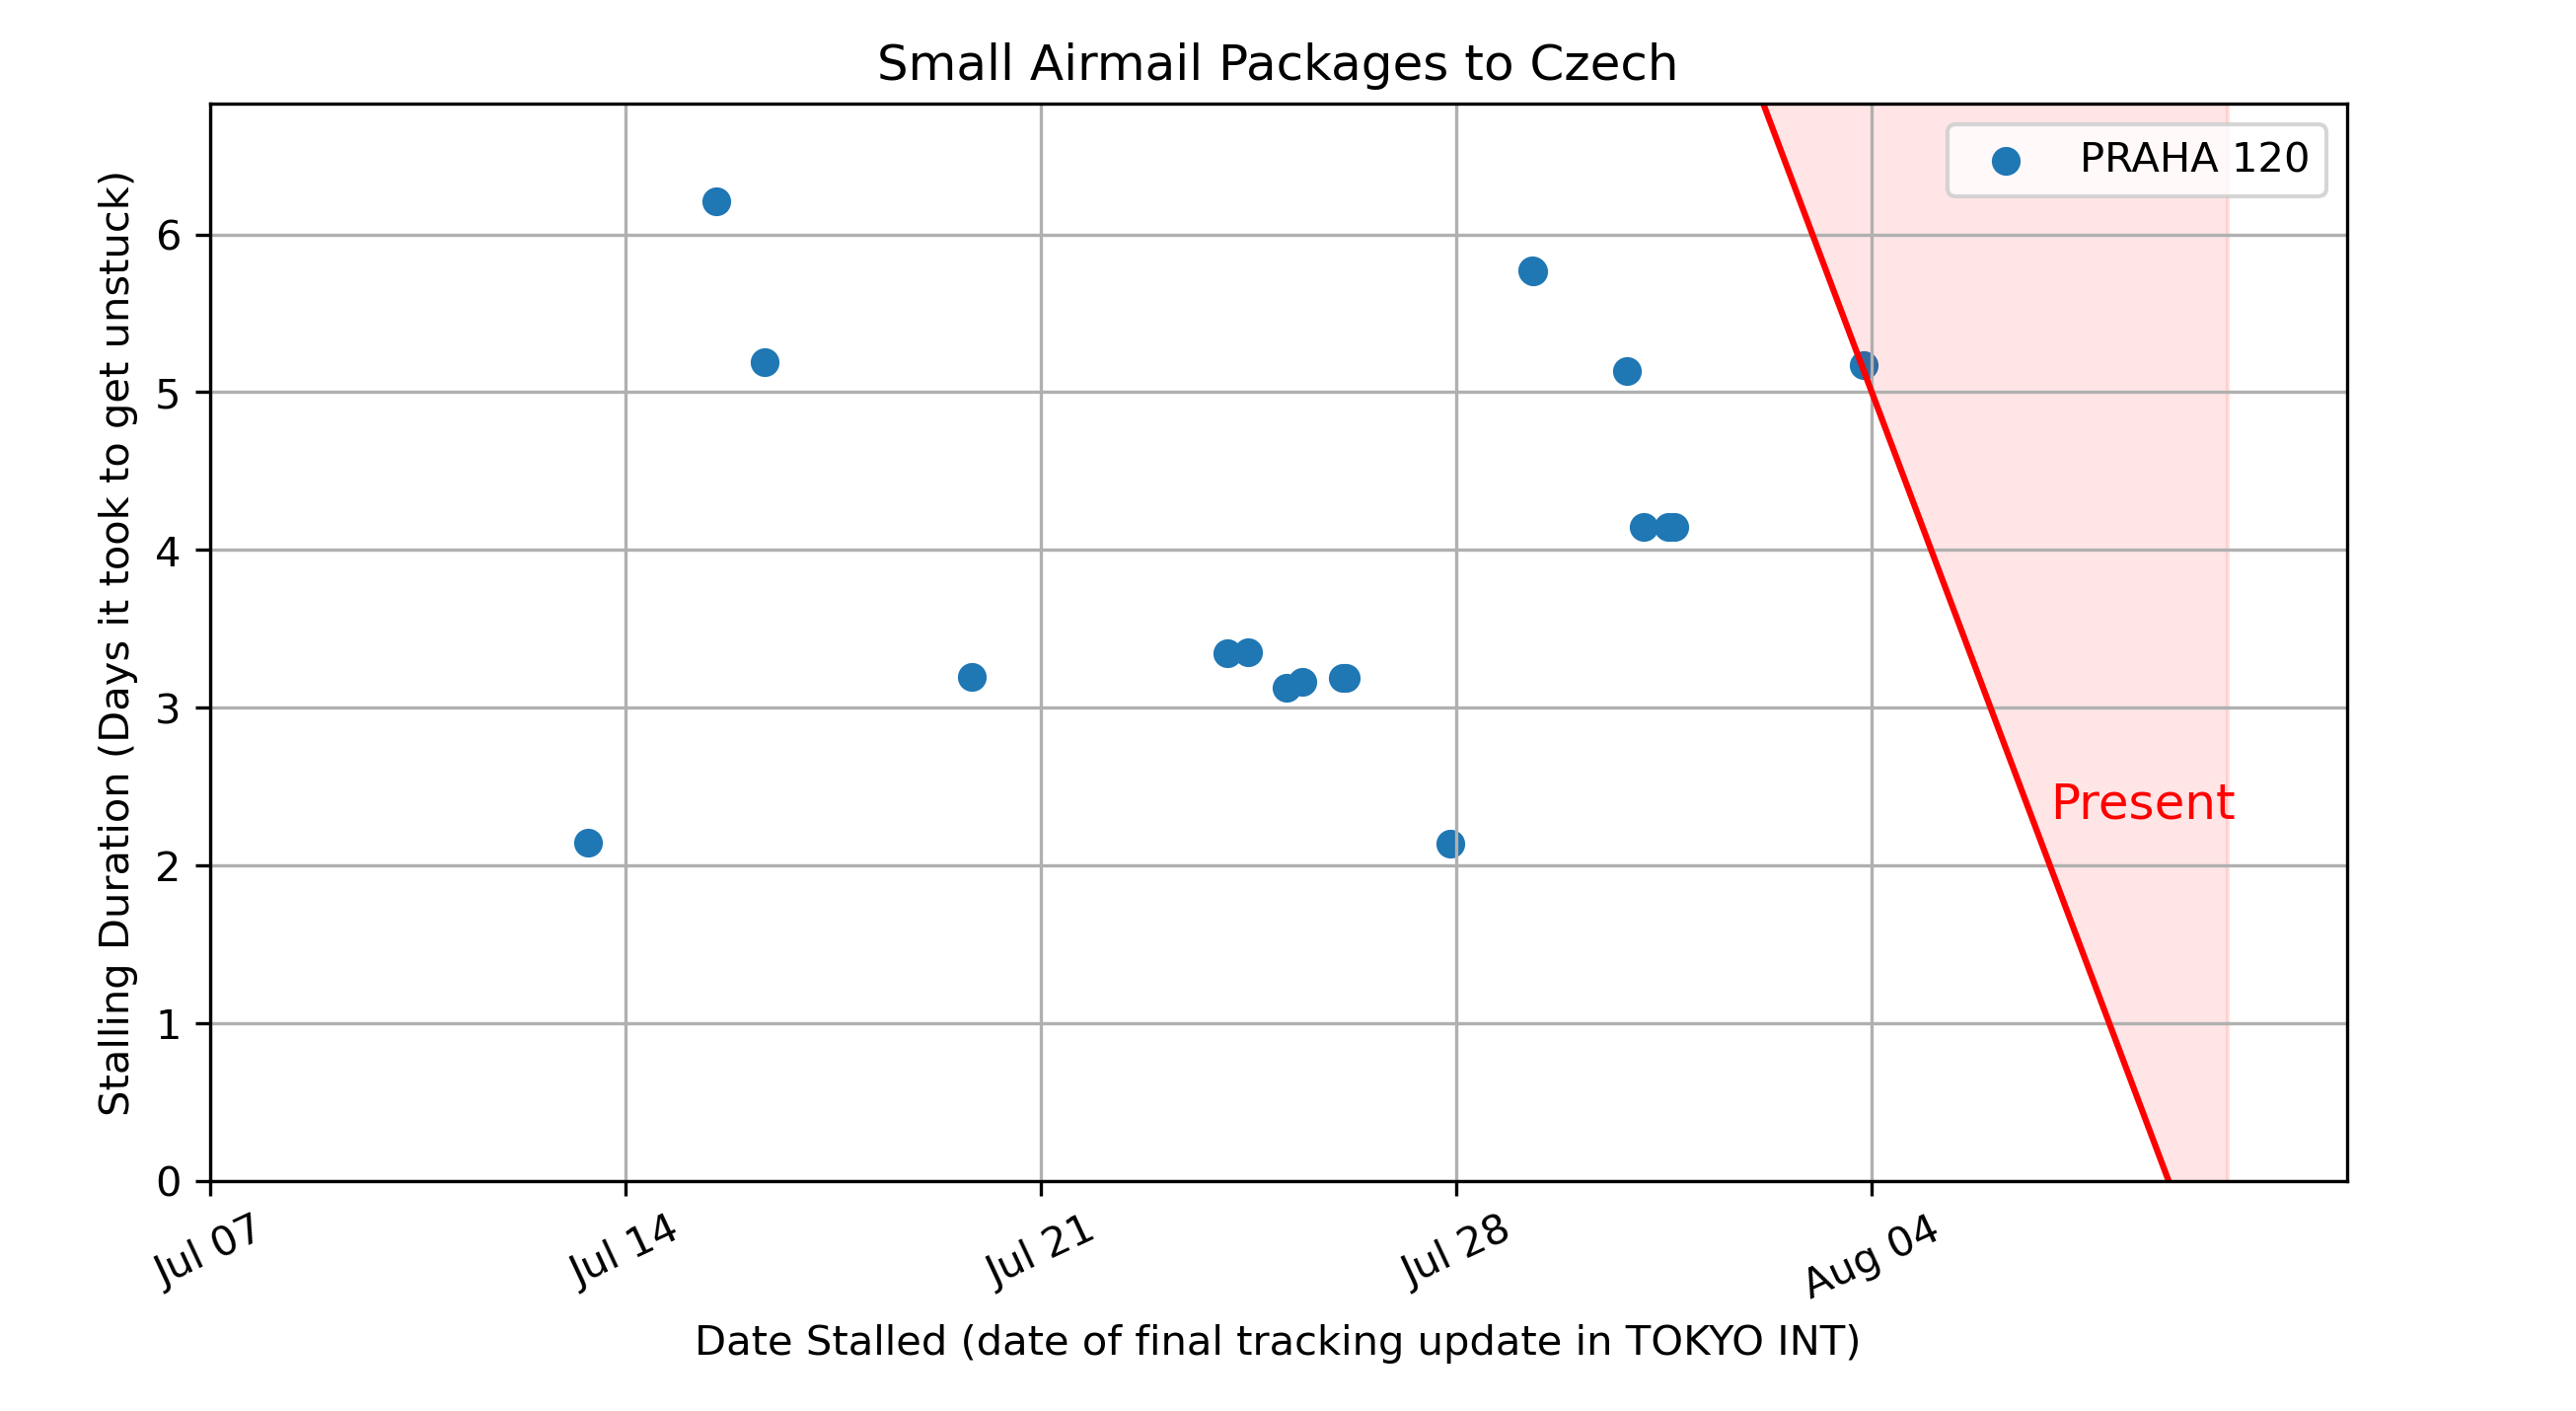 Small Airmail Packages to Czech
PRAHA 120
Stalling Duration (Days it took to get unstuck)
6
5
4
3
2
1
0
Present
Jul 07
Jul 14
Jul 21
Jul 28
Aug 04
Date Stalled (date of final tracking update in TOKYO INT)